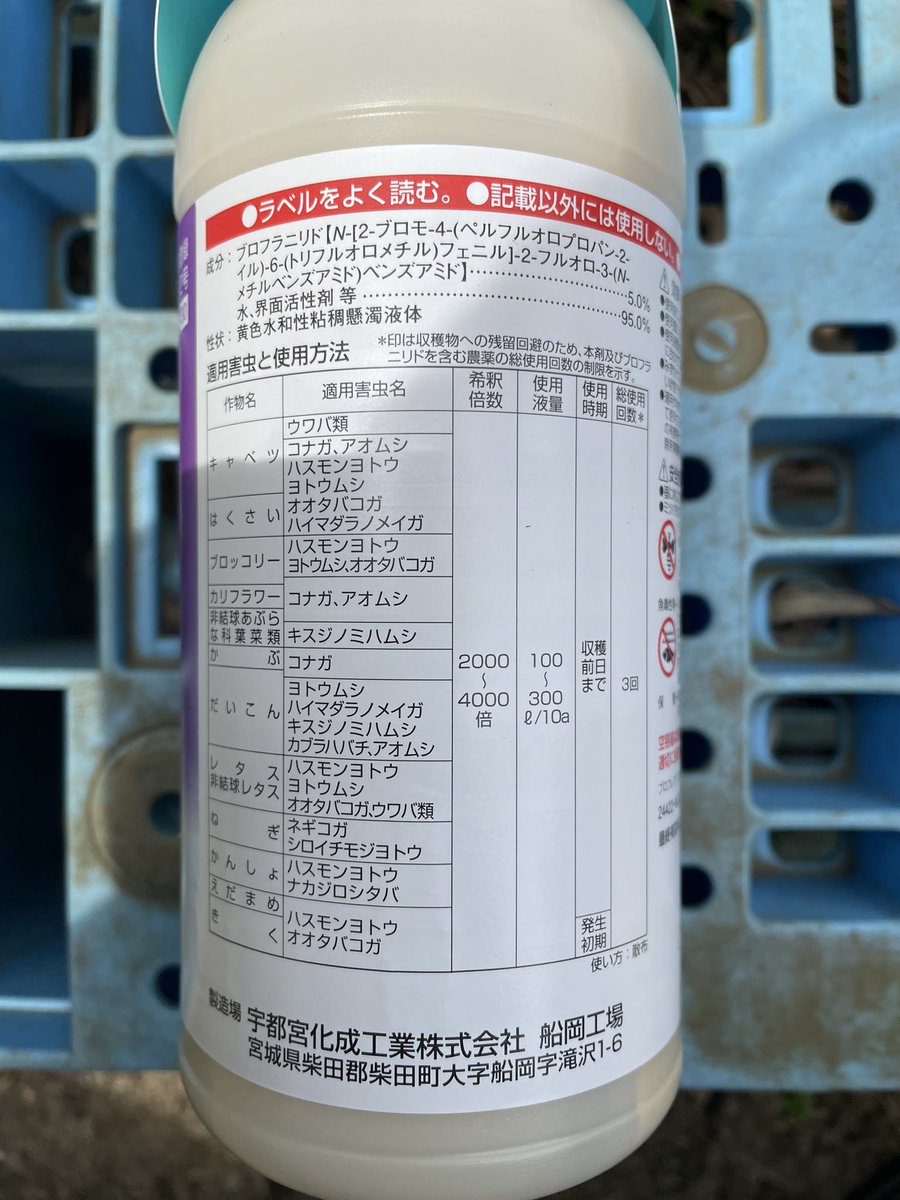 ●ラベルをよく読む。 ●記載以外には使用しない。
成分：ブロフラニリド【N-[2-ブロモ-4-(ペルフルオロプロパン-2-
イル)-6-(トリフルオロメチル)フェニル]-2-フルオロ-3-(N-
メチルベンズアミド)ベンズアミド】………………5.0%
水、界面活性剤 等………………………………95.0%
性状：黄色水和性粘稠懸濁液体
適用害虫と使用方法
＊印は収穫物への残留回避のため、本剤及びブロフラ
ニリドを含む農薬の総使用回数の制限を示す。
作物名 適用害虫名 希釈倍数 使用液量 使用時期 総使用回数＊
キャベツ
はくさい
ウワバ類
コナガ、アオムシ
ハスモンヨトウ
ヨトウムシ
オオタバコガ
ハイマダラノメイガ
ブロッコリー
ハスモンヨトウ
ヨトウムシ、オオタバコガ
カリフラワー
コナガ、アオムシ
非結球あぶら
な科葉菜類
キスジノミハムシ
かぶ
コナガ
だいこん
ヨトウムシ
ハイマダラノメイガ
キスジノミハムシ
カブラハバチ、アオムシ
レタス
非結球レタス
ハスモンヨトウ
ヨトウムシ
オオタバコガ、ウワバ類
ねぎ
ネギコガ
シロイチモジヨトウ
かんしょ
ハスモンヨトウ
ナカジロシタバ
えだまめ
きく
ハスモンヨトウ
オオタバコガ
2000
〜
4000
倍
100
〜
300
ℓ/10a
収穫
前日
まで
発生
初期
3回
使い方：散布
製造場 宇都宮化成工業株式会社 船岡工場
宮城県柴田郡柴田町大字船岡字滝沢1-6